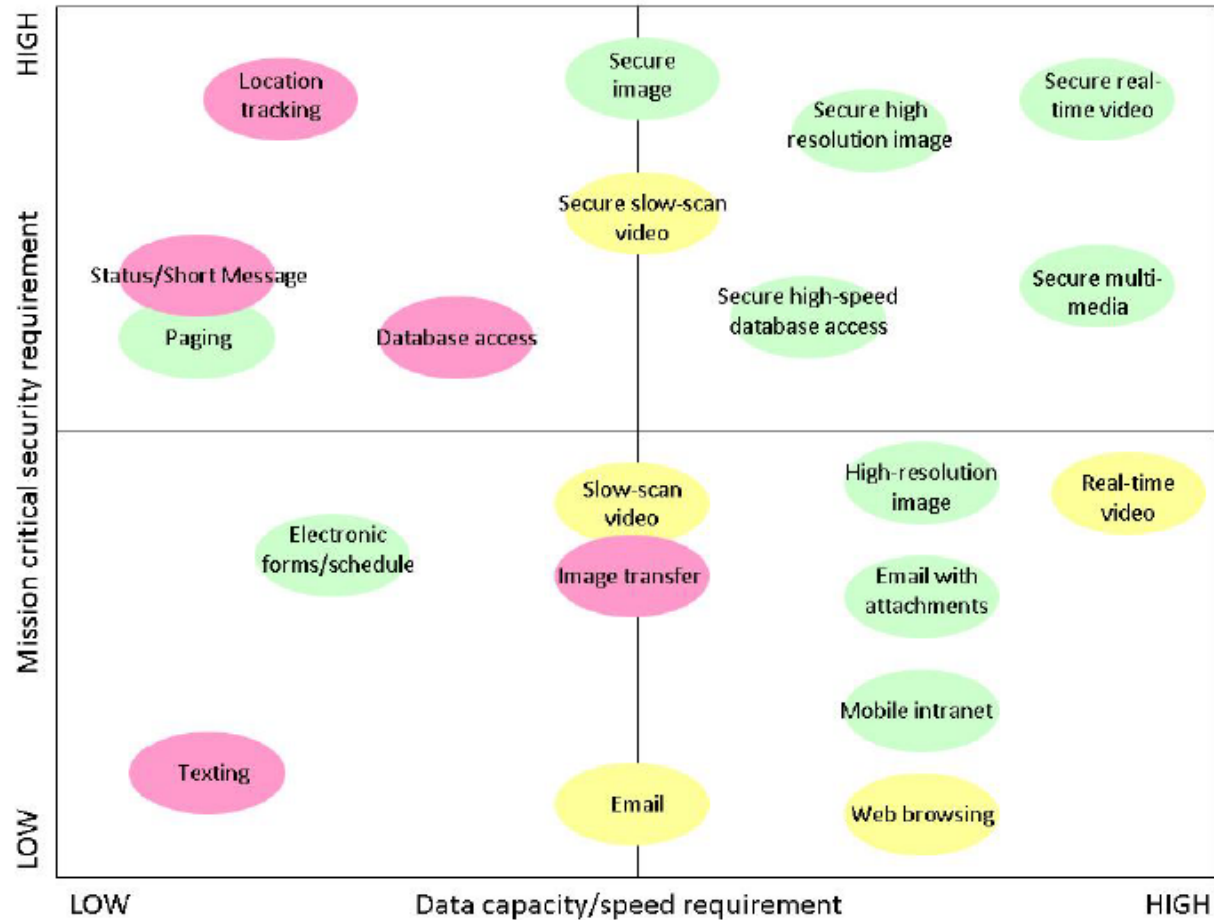 HIGH
Mission critical security requirement
LOW
Location
tracking
Secure
image
Secure high
resolution image
Secure real-
time video
Secure slow-scan
video
Status/Short Message
Paging
Database access
Secure high-speed
database access
Secure multi-
media
Slow-scan
video
High-resolution
image
Real-time
video
Electronic
forms/schedule
Image transfer
Email with
attachments
Mobile intranet
Texting
Email
Web browsing
LOW
Data capacity/speed requirement
HIGH